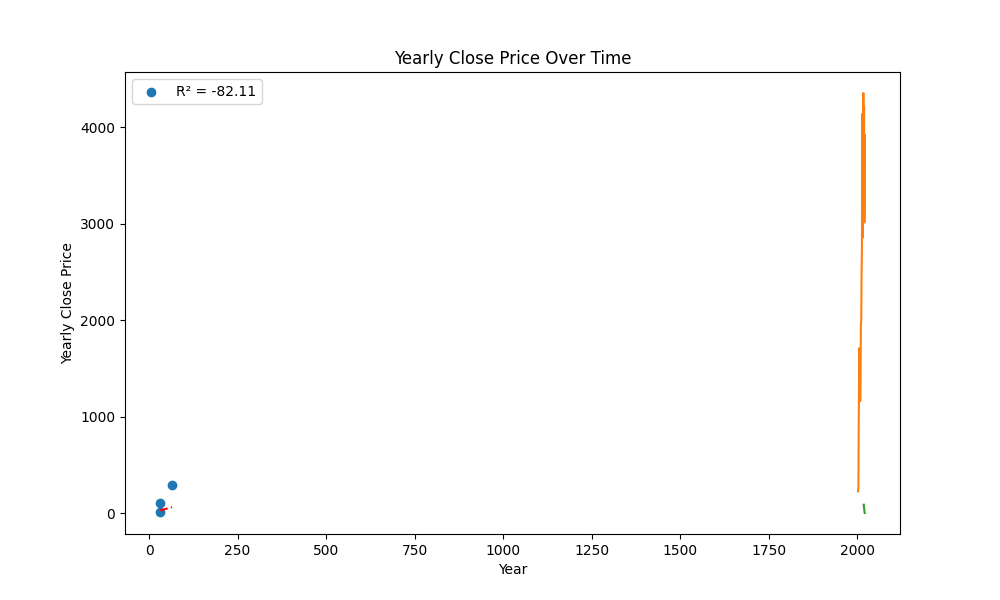 Yearly Close Price Over Time
R² = -82.11
4000
3000
2000
1000
0
Yearly Close Price
0 250 500 750 1000 1250 1500 1750 2000
Year